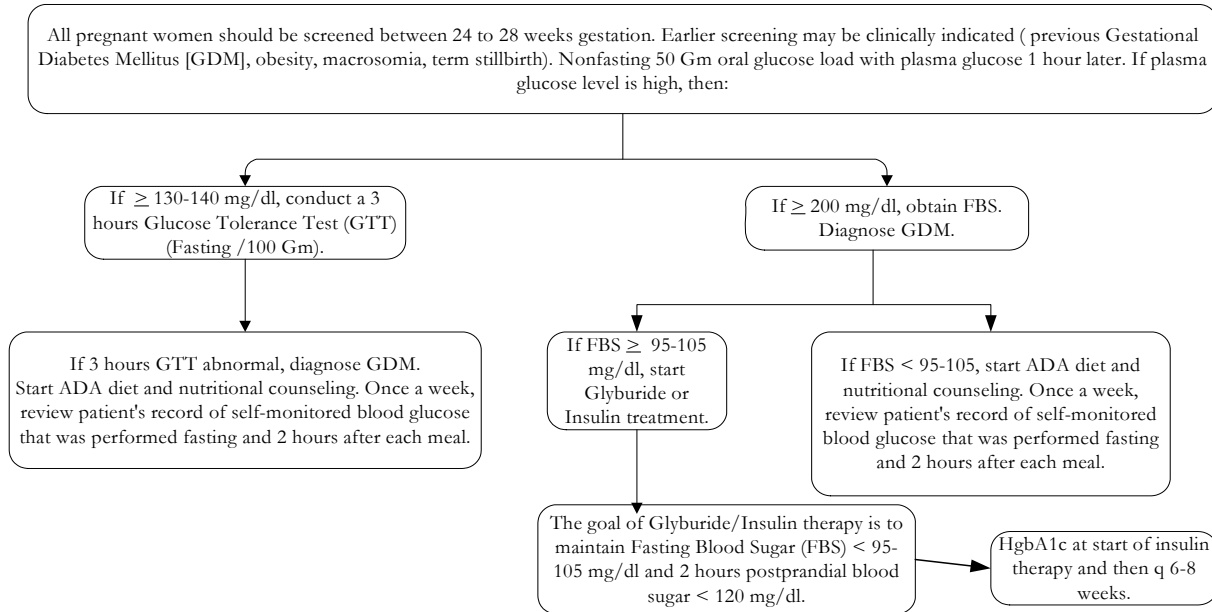 All pregnant women should be screened between 24 to 28 weeks gestation. Earlier screening may be clinically indicated ( previous Gestational
Diabetes Mellitus [GDM], obesity, macrosomia, term stillbirth). Nonfasting 50 Gm oral glucose load with plasma glucose 1 hour later. If plasma
glucose level is high, then:
If ≥ 130-140 mg/dl, conduct a 3
hours Glucose Tolerance Test (GTT)
(Fasting /100 Gm).
If ≥ 200 mg/dl, obtain FBS.
Diagnose GDM.
If 3 hours GTT abnormal, diagnose GDM.
Start ADA diet and nutritional counseling. Once a week,
review patient's record of self-monitored blood glucose
that was performed fasting and 2 hours after each meal.
If FBS ≥ 95-105
mg/dl, start
Glyburide or
Insulin treatment.
If FBS < 95-105, start ADA diet and
nutritional counseling. Once a week,
review patient's record of self-monitored
blood glucose that was performed fasting
and 2 hours after each meal.
The goal of Glyburide/Insulin therapy is to
maintain Fasting Blood Sugar (FBS) < 95-
105 mg/dl and 2 hours postprandial blood
sugar < 120 mg/dl.
HgbA1c at start of insulin
therapy and then q 6-8
weeks.